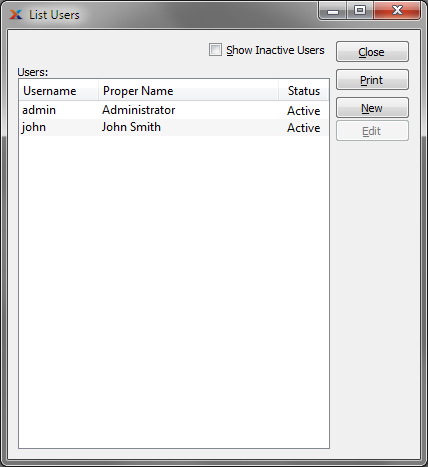 List Users
Show Inactive Users
Close
Users:
Print
Username Proper Name Status
New
admin Administrator Active
john John Smith Active
Edit